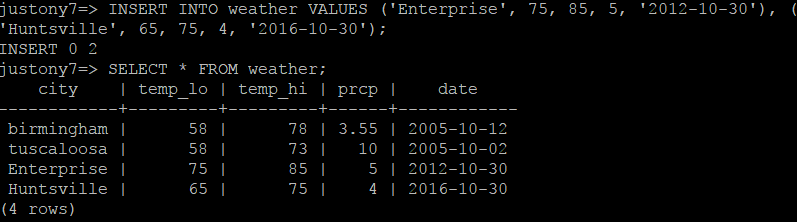 justony7=> INSERT INTO weather VALUES ('Enterprise', 75, 85, 5, '2012-10-30'), (
'Huntsville', 65, 75, 4, '2016-10-30');
INSERT 0 2
justony7=> SELECT * FROM weather;
    city    | temp_lo | temp_hi | prcp |    date
------------+---------+---------+------+------------
 birmingham |      58 |      78 | 3.55 | 2005-10-12
 tuscaloosa |      58 |      73 |   10 | 2005-10-02
 Enterprise |      75 |      85 |    5 | 2012-10-30
 Huntsville |      65 |      75 |    4 | 2016-10-30
(4 rows)